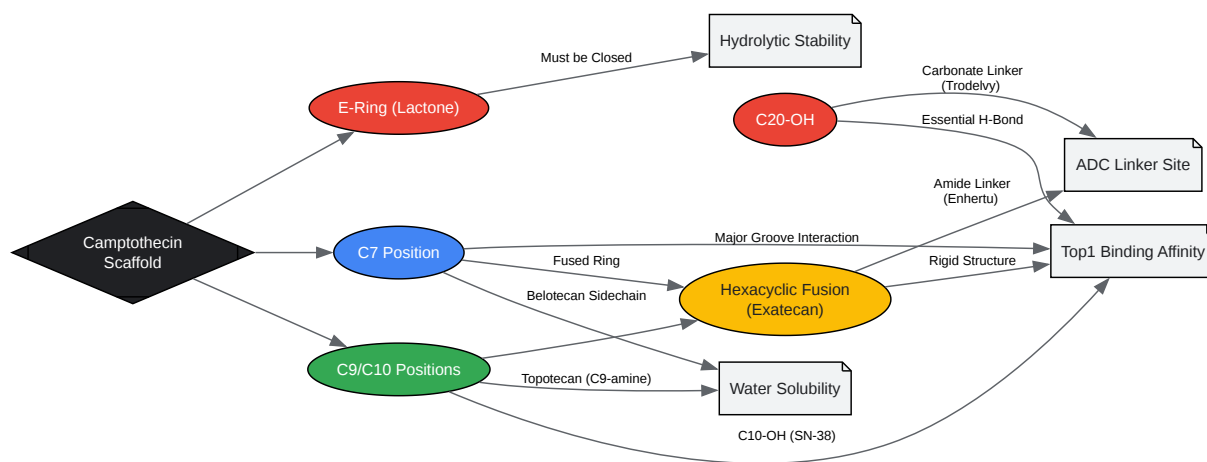 Hydrolytic Stability
Must be Closed
Carbonate Linker
(Trodelvy)
E-Ring (Lactone)
C20-OH
Essential H-Bond
ADC Linker Site
Amide Linker
(Enhertu)
Camptothecin
Scaffold
C7 Position
Major Groove Interaction
Top1 Binding Affinity
Fused Ring
Rigid Structure
Hexacyclic Fusion
(Exatecan)
Belotecan Sidechain
C9/C10 Positions
Topotecan (C9-amine)
Water Solubility
C10-OH (SN-38)